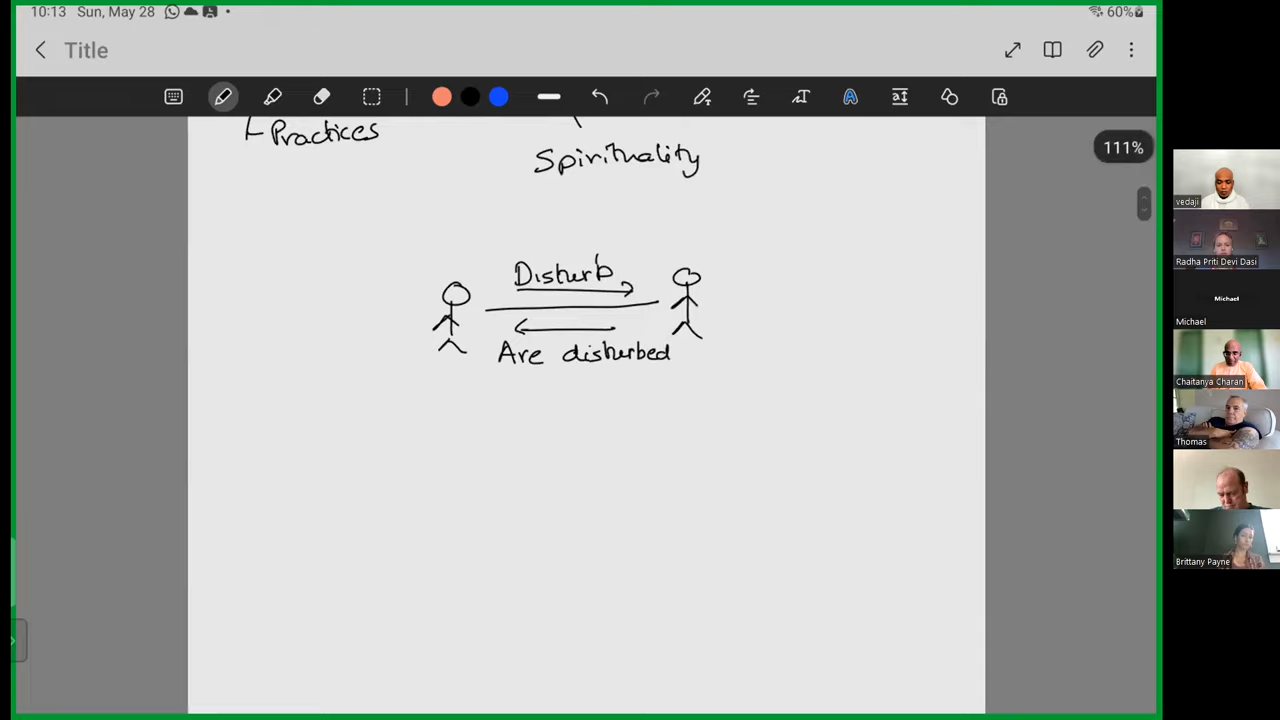 10:13 Sun, May 28
60%
Title
Practices
Spirituality
111%
Disturb
Are disturbed
vedaji
Radha Priti Devi Dasi
Michael
Michael
Chaitanya Charan
Thomas
Brittany Payne